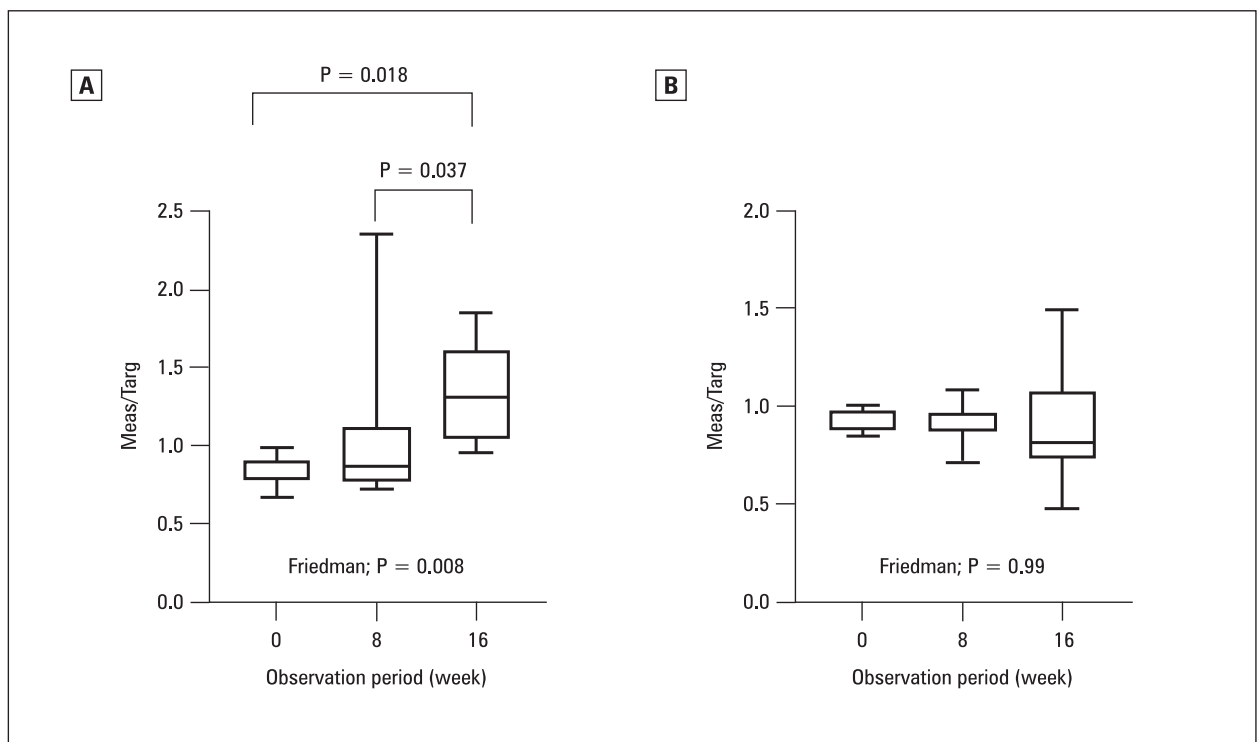 A
P = 0.018
P = 0.037
2.5
2.0
1.5
1.0
0.5
0.0
Meas/Targ
Friedman; P = 0.008
0 8 16
Observation period (week)
B
2.0
1.5
1.0
0.5
0.0
Meas/Targ
Friedman; P = 0.99
0 8 16
Observation period (week)